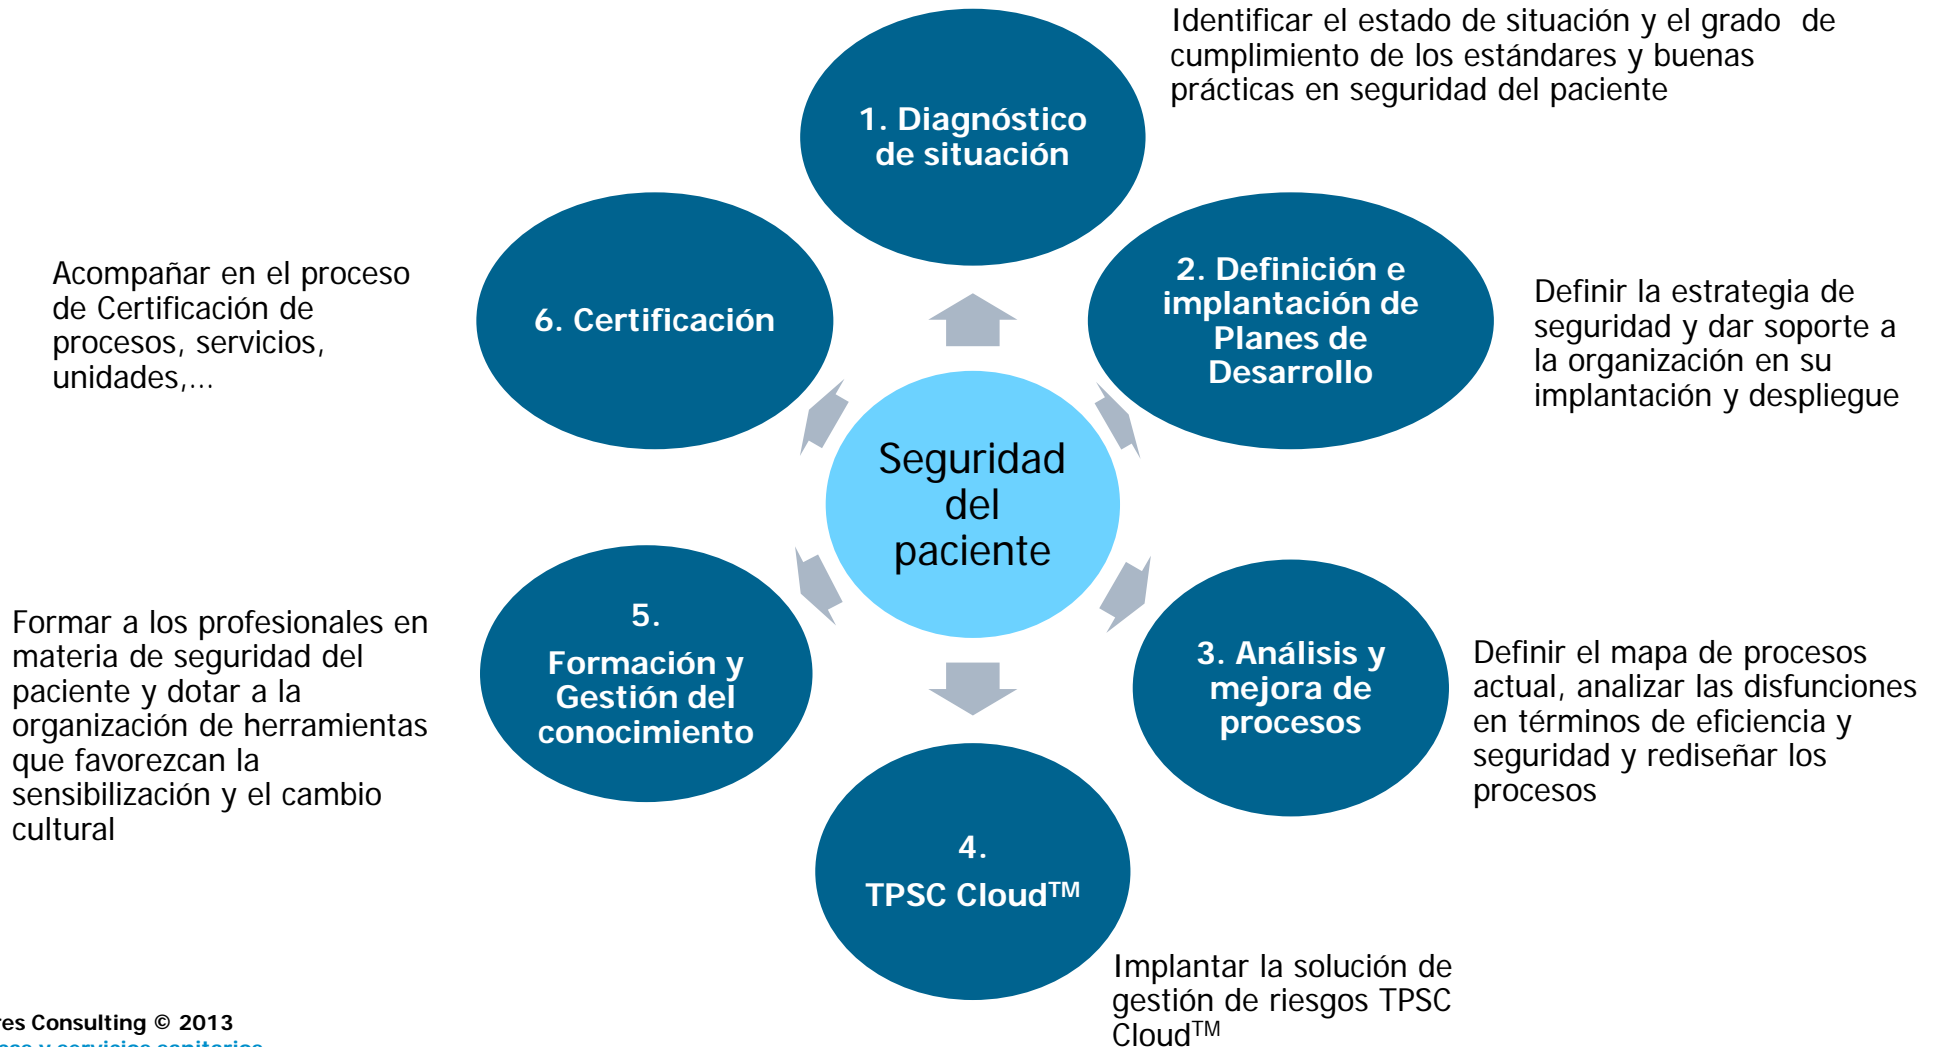 Identificar el estado de situación y el grado de
cumplimiento de los estándares y buenas
prácticas en seguridad del paciente
1. Diagnóstico
de situación
2. Definición e
implantación de
Planes de
Desarrollo
Definir la estrategia de
seguridad y dar soporte a
la organización en su
implantación y despliegue
Acompañar en el proceso
de Certificación de
procesos, servicios,
unidades,...
6. Certificación
Seguridad
del
paciente
3. Análisis y
mejora de
procesos
Definir el mapa de procesos
actual, analizar las disfunciones
en términos de eficiencia y
seguridad y rediseñar los
procesos
5.
Formación y
Gestión del
conocimiento
Formar a los profesionales en
materia de seguridad del
paciente y dotar a la
organización de herramientas
que favorezcan la
sensibilización y el cambio
cultural
4.
TPSC Cloud™
Implantar la solución de
gestión de riesgos TPSC
Cloud™
Consulting © 2013
y servicios sanitarios